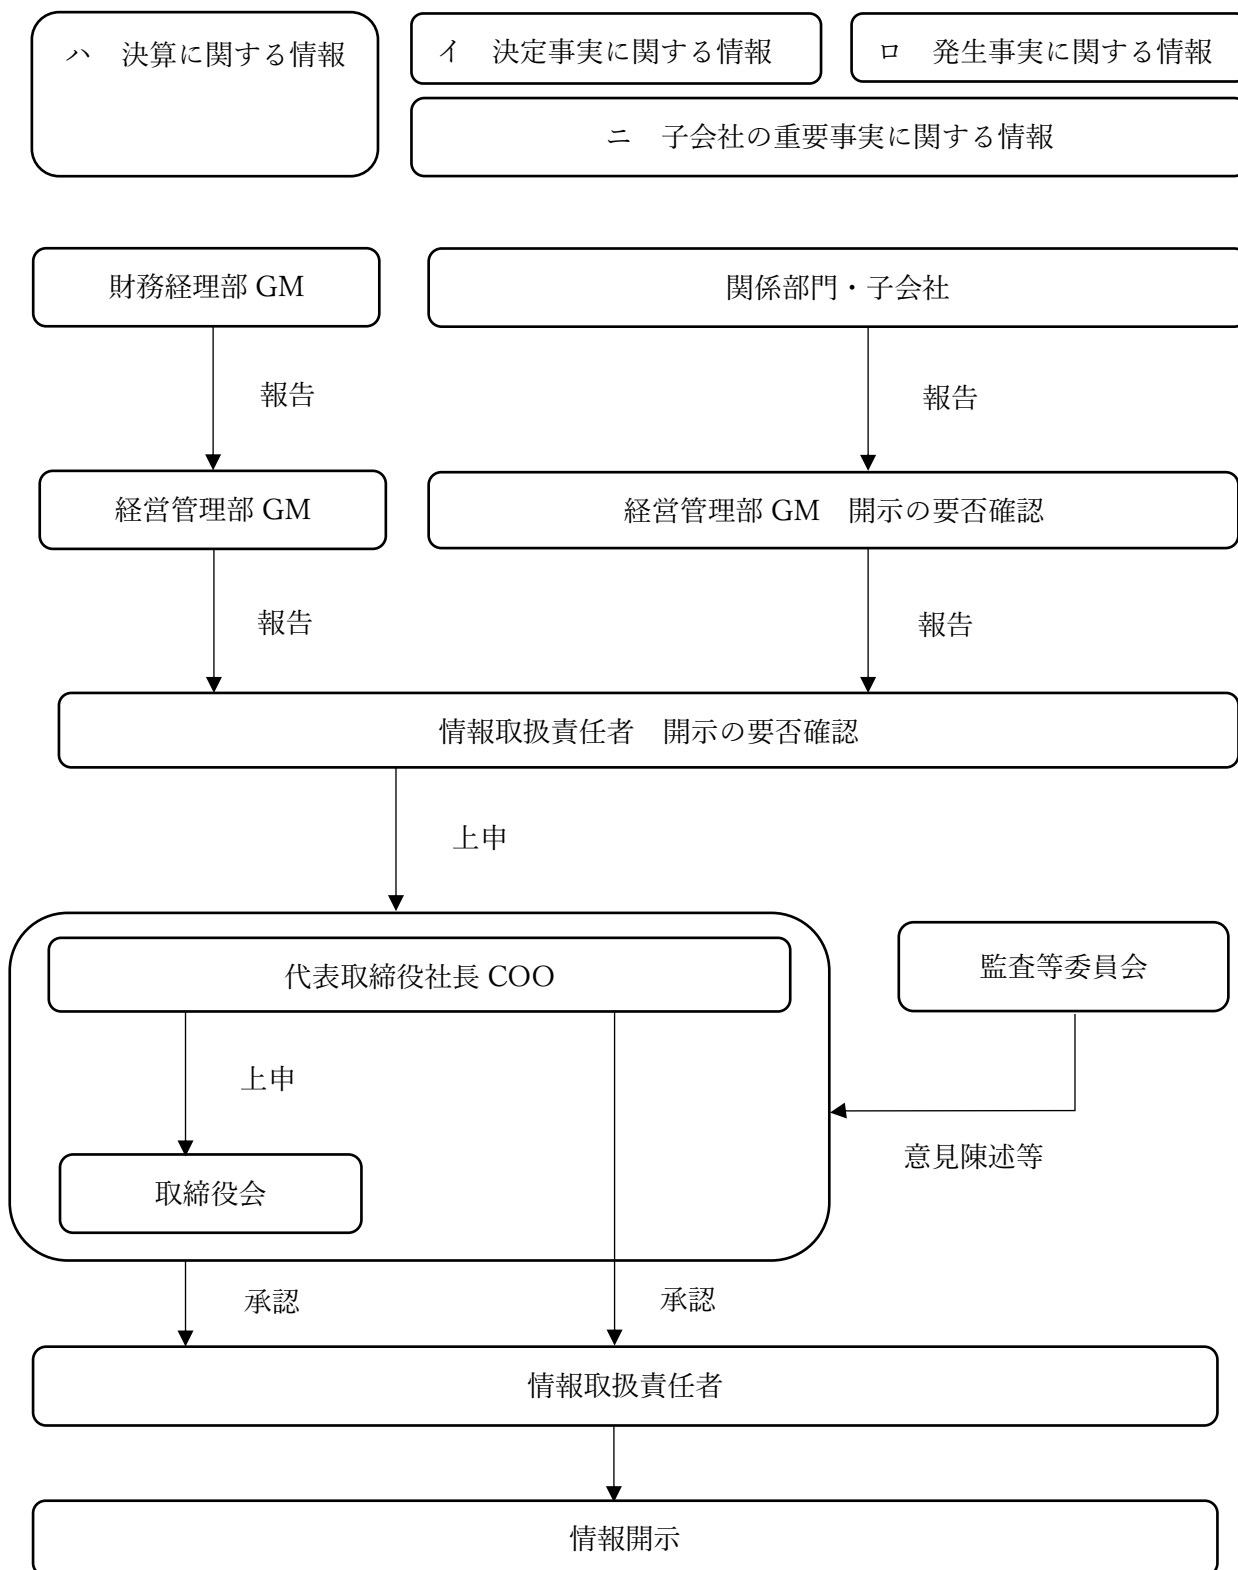 ハ　決算に関する情報
イ　決定事実に関する情報
ロ　発生事実に関する情報
ニ　子会社の重要事実に関する情報
財務経理部 GM
関係部門・子会社
報告
報告
経営管理部 GM
経営管理部 GM　開示の要否確認
報告
報告
情報取扱責任者　開示の要否確認
上申
代表取締役社長 COO
監査等委員会
上申
意見陳述等
取締役会
承認
承認
情報取扱責任者
情報開示